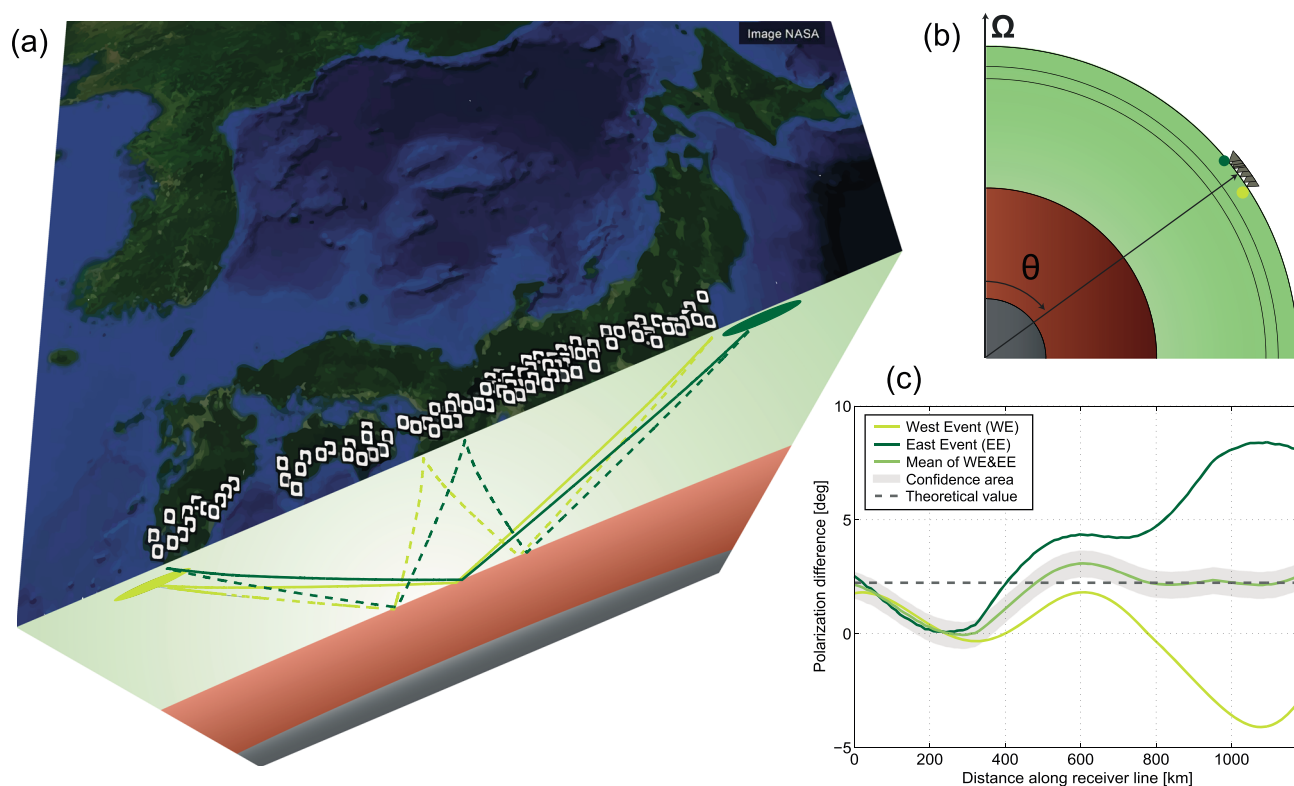 (a)
Image NASA
(b)
Ω
θ
(c)
10
5
0
−5
Polarization difference [deg]
West Event (WE)
East Event (EE)
Mean of WE&EE
Confidence area
Theoretical value
0 200 400 600 800 1000
Distance along receiver line [km]